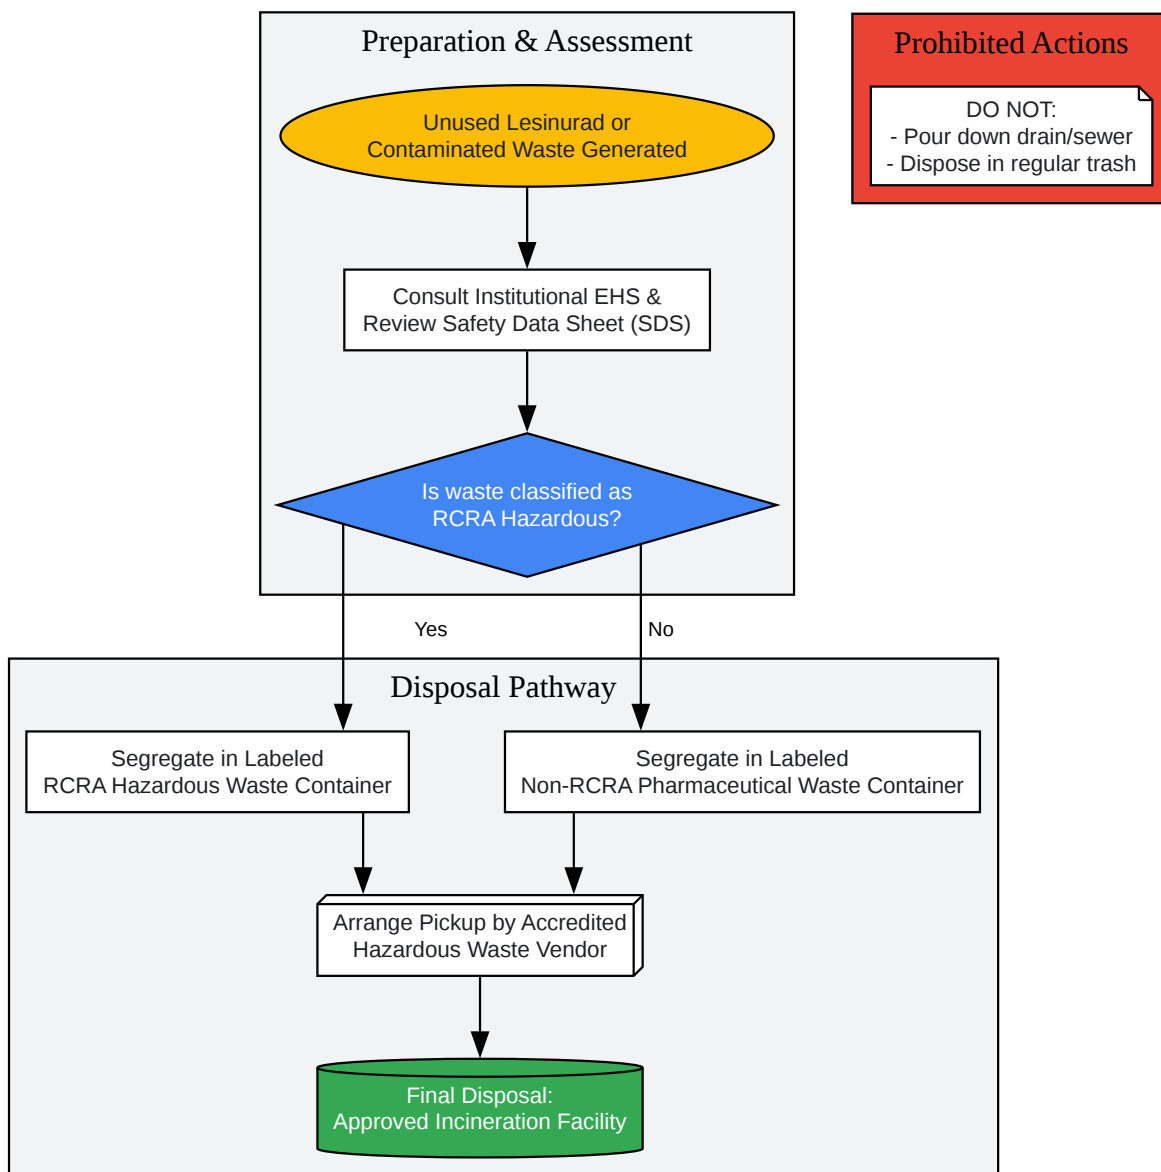 Preparation & Assessment
Unused Lesinurad or
Contaminated Waste Generated
Consult Institutional EHS &
Review Safety Data Sheet (SDS)
Is waste classified as
RCRA Hazardous?
Prohibited Actions
DO NOT:
- Pour down drain/sewer
- Dispose in regular trash
Yes
No
Disposal Pathway
Segregate in Labeled
RCRA Hazardous Waste Container
Segregate in Labeled
Non-RCRA Pharmaceutical Waste Container
Arrange Pickup by Accredited
Hazardous Waste Vendor
Final Disposal:
Approved Incineration Facility